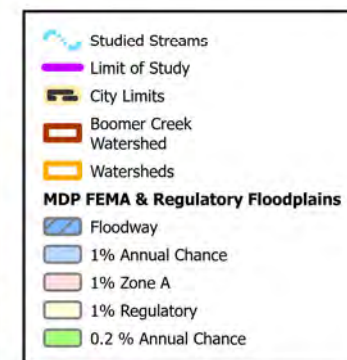 Studied Streams
Limit of Study
City Limits
Boomer Creek
Watershed
Watersheds
MDP FEMA & Regulatory Floodplains
Floodway
1% Annual Chance
1% Zone A
1% Regulatory
0.2 % Annual Chance